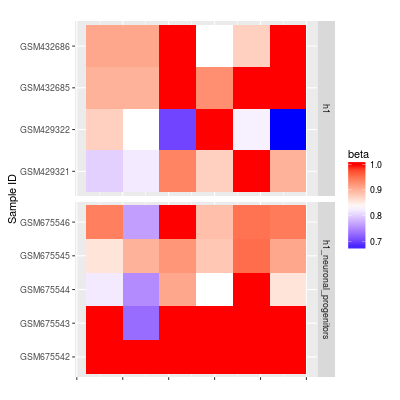 GSM432686
GSM432685
GSM429322
GSM429321
h1
GSM675546
GSM675545
GSM675544
GSM675543
GSM675542
h1_neuronal_progenitors
Sample ID
beta
1.0
0.9
0.8
0.7